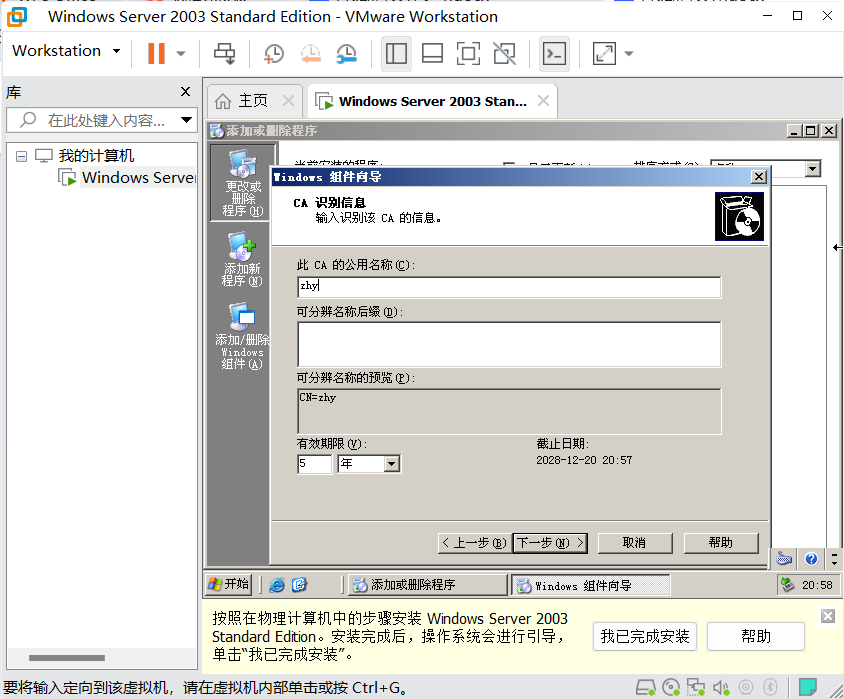 Windows Server 2003 Standard Edition - VMware Workstation
Workstation
库
在此处键入内容...
我的计算机
Windows Serve
主页
Windows Server 2003 Stan...
添加或删除程序
更改或
删除
程序(H)
添加新
程序(N)
添加/删除
Windows
组件(A)
Windows 组件向导
CA 识别信息
输入识别该 CA 的信息。
此 CA 的公用名称(C):
zhy
可分辨名称后缀(D):
可分辨名称的预览(P):
CN=zhy
有效期限(V):
截止日期:
5
年
2028-12-20 20:57
< 上一步(B)
下一步(N) >
取消
帮助
开始
添加或删除程序
Windows 组件向导
20:58
按照在物理计算机中的步骤安装 Windows Server 2003
Standard Edition。安装完成后，操作系统会进行引导，
单击“我已完成安装”。
我已完成安装
帮助
要将输入定向到该虚拟机，请在虚拟机内部单击或按 Ctrl+G。